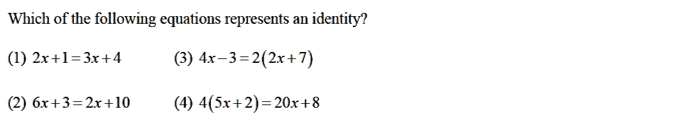 Which of the following equations represents an identity?
(1) 2x+1=3x+4 (3) 4x-3=2(2x+7)
(2) 6x+3=2x+10 (4) 4(5x+2)=20x+8